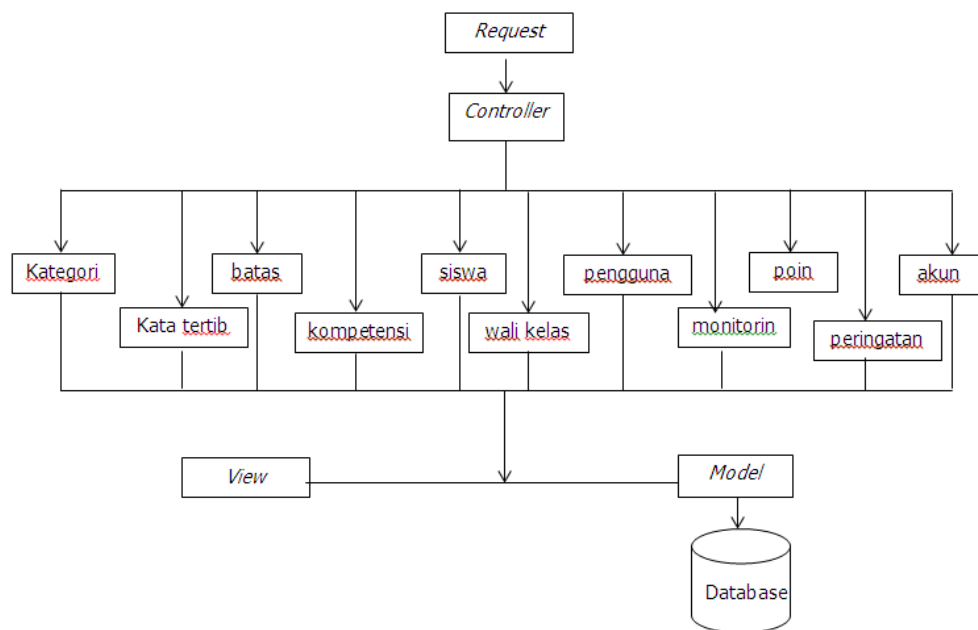 Request
Controller
Kategori
batas
siswa
pengguna
poin
akun
Kata tertib
kompetensi
wali kelas
monitorin
peringatan
View
Model
Database